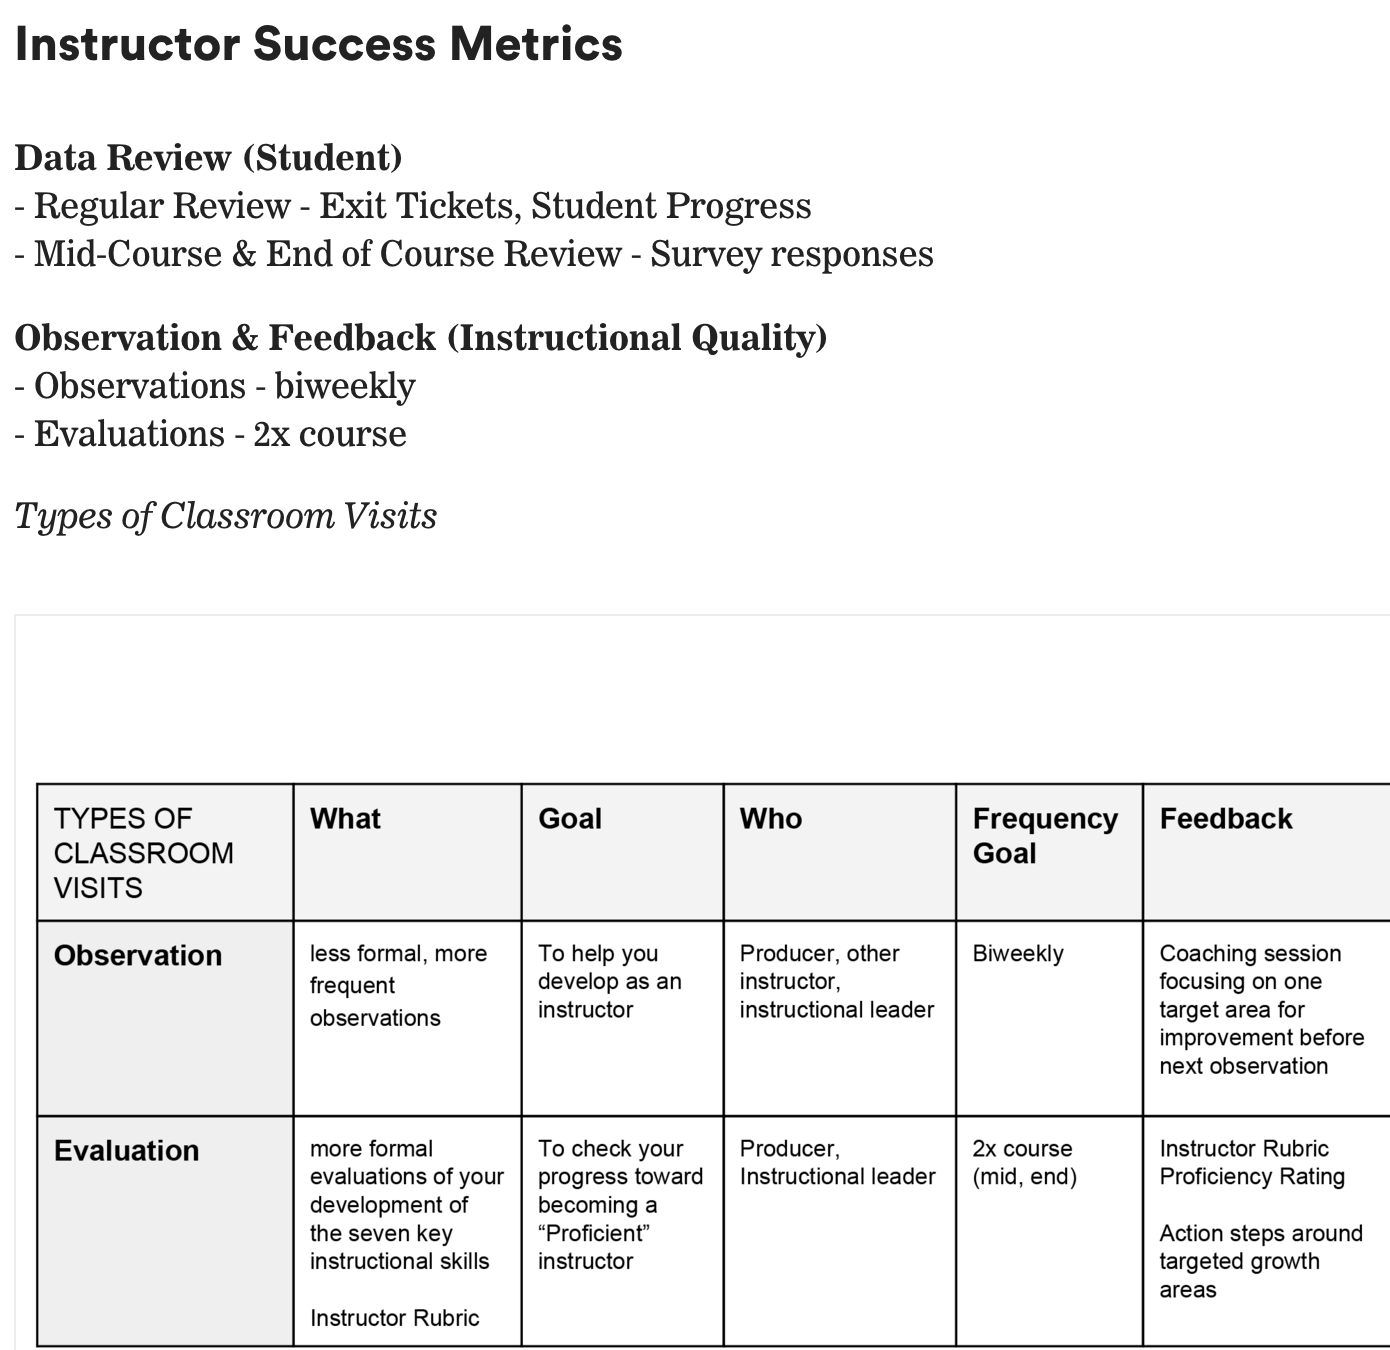 Instructor Success Metrics
Data Review (Student)
- Regular Review - Exit Tickets, Student Progress
- Mid-Course & End of Course Review - Survey responses
Observation & Feedback (Instructional Quality)
- Observations - biweekly
- Evaluations - 2x course
Types of Classroom Visits
TYPES OF
CLASSROOM
VISITS
What
Goal
Who
Frequency
Goal
Feedback
Observation
less formal, more
frequent
observations
To help you
develop as an
instructor
Producer, other
instructor,
instructional leader
Biweekly
Coaching session
focusing on one
target area for
improvement before
next observation
Evaluation
more formal
evaluations of your
development of
the seven key
instructional skills
Instructor Rubric
To check your
progress toward
becoming a
“Proficient”
instructor
Producer,
Instructional leader
2x course
(mid, end)
Instructor Rubric
Proficiency Rating
Action steps around
targeted growth
areas